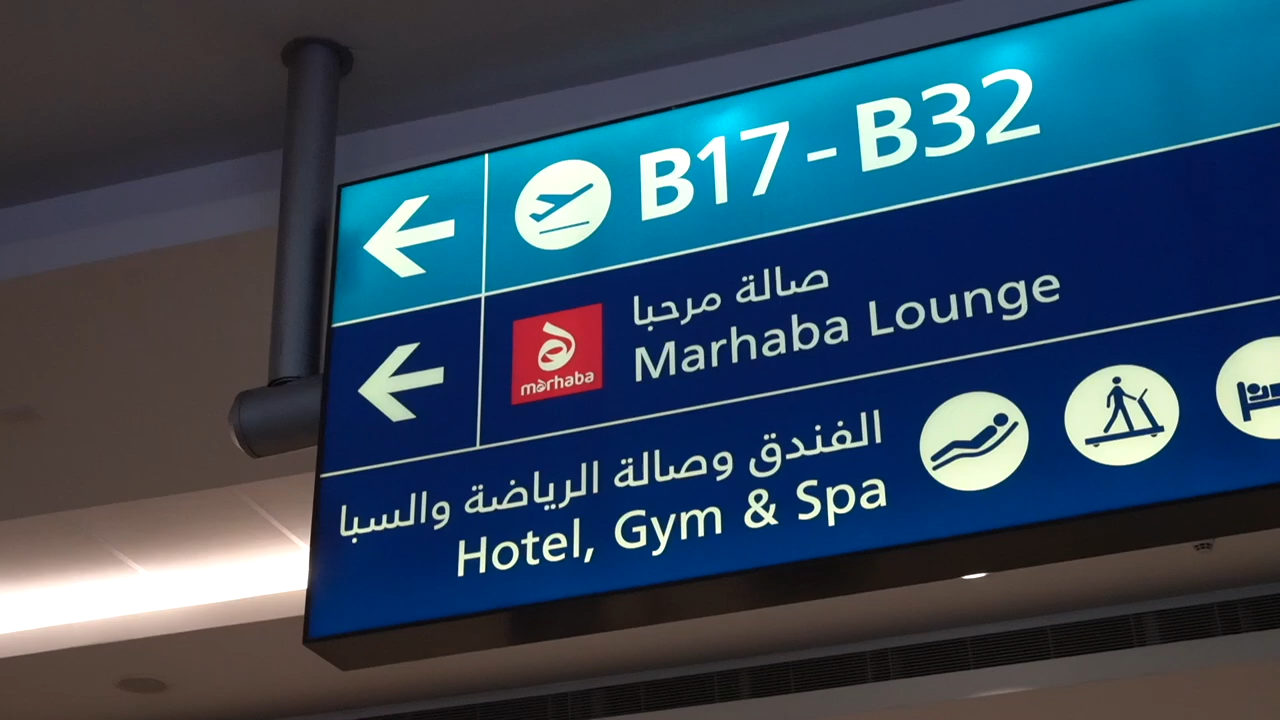 B17 - B32
صالة مرحبا
Marhaba Lounge
marhaba
الفندق وصالة الرياضة والسبا
Hotel, Gym & Spa